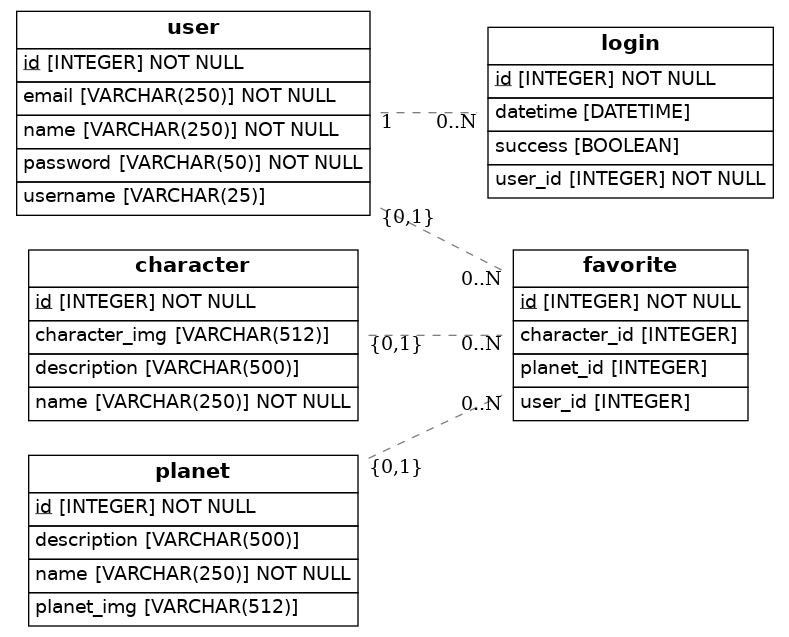 user
id [INTEGER] NOT NULL
email [VARCHAR(250)] NOT NULL
name [VARCHAR(250)] NOT NULL
password [VARCHAR(50)] NOT NULL
username [VARCHAR(25)]
login
id [INTEGER] NOT NULL
datetime [DATETIME]
success [BOOLEAN]
user_id [INTEGER] NOT NULL
1
0..N
{0,1}
0..N
character
id [INTEGER] NOT NULL
character_img [VARCHAR(512)]
description [VARCHAR(500)]
name [VARCHAR(250)] NOT NULL
{0,1}
0..N
favorite
id [INTEGER] NOT NULL
character_id [INTEGER]
planet_id [INTEGER]
user_id [INTEGER]
0..N
{0,1}
planet
id [INTEGER] NOT NULL
description [VARCHAR(500)]
name [VARCHAR(250)] NOT NULL
planet_img [VARCHAR(512)]